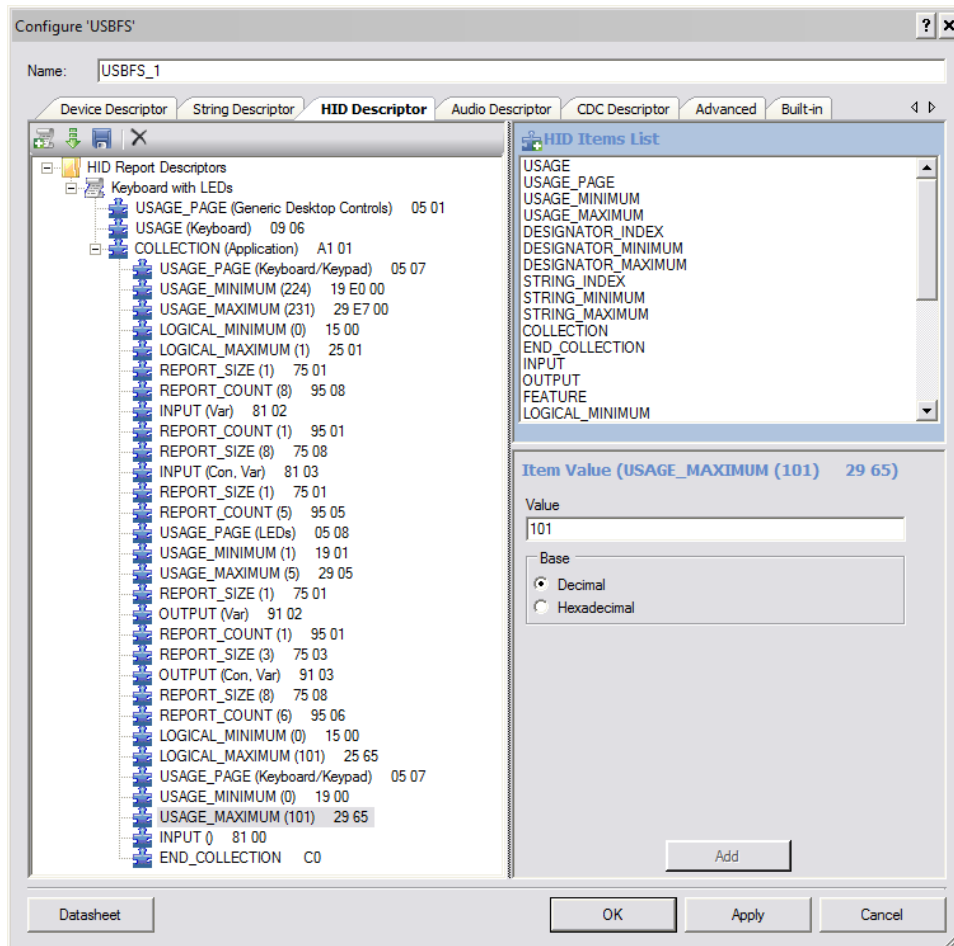 Configure 'USBFS'
Name: USBFS_1
Device Descriptor String Descriptor HID Descriptor Audio Descriptor CDC Descriptor Advanced Built-in
HID Report Descriptors
Keyboard with LEDs
USAGE_PAGE (Generic Desktop Controls) 05 01
USAGE (Keyboard) 09 06
COLLECTION (Application) A1 01
USAGE_PAGE (Keyboard/Keypad) 05 07
USAGE_MINIMUM (224) 19 E0 00
USAGE_MAXIMUM (231) 29 E7 00
LOGICAL_MINIMUM (0) 15 00
LOGICAL_MAXIMUM (1) 25 01
REPORT_SIZE (1) 75 01
REPORT_COUNT (8) 95 08
INPUT (Var) 81 02
REPORT_COUNT (1) 95 01
REPORT_SIZE (8) 75 08
INPUT (Con, Var) 81 03
REPORT_SIZE (1) 75 01
REPORT_COUNT (5) 95 05
USAGE_PAGE (LEDs) 05 08
USAGE_MINIMUM (1) 19 01
USAGE_MAXIMUM (5) 29 05
REPORT_SIZE (1) 75 01
OUTPUT (Var) 91 02
REPORT_COUNT (1) 95 01
REPORT_SIZE (3) 75 03
OUTPUT (Con, Var) 91 03
REPORT_SIZE (8) 75 08
REPORT_COUNT (6) 95 06
LOGICAL_MINIMUM (0) 15 00
LOGICAL_MAXIMUM (101) 25 65
USAGE_PAGE (Keyboard/Keypad) 05 07
USAGE_MINIMUM (0) 19 00
USAGE_MAXIMUM (101) 29 65
INPUT () 81 00
END_COLLECTION C0
HID Items List
USAGE
USAGE_PAGE
USAGE_MINIMUM
USAGE_MAXIMUM
DESIGNATOR_INDEX
DESIGNATOR_MINIMUM
DESIGNATOR_MAXIMUM
STRING_INDEX
STRING_MINIMUM
STRING_MAXIMUM
COLLECTION
END_COLLECTION
INPUT
OUTPUT
FEATURE
LOGICAL_MINIMUM
Item Value (USAGE_MAXIMUM (101) 29 65)
Value
101
Base
Decimal
Hexadecimal
Add
Datasheet OK Apply Cancel